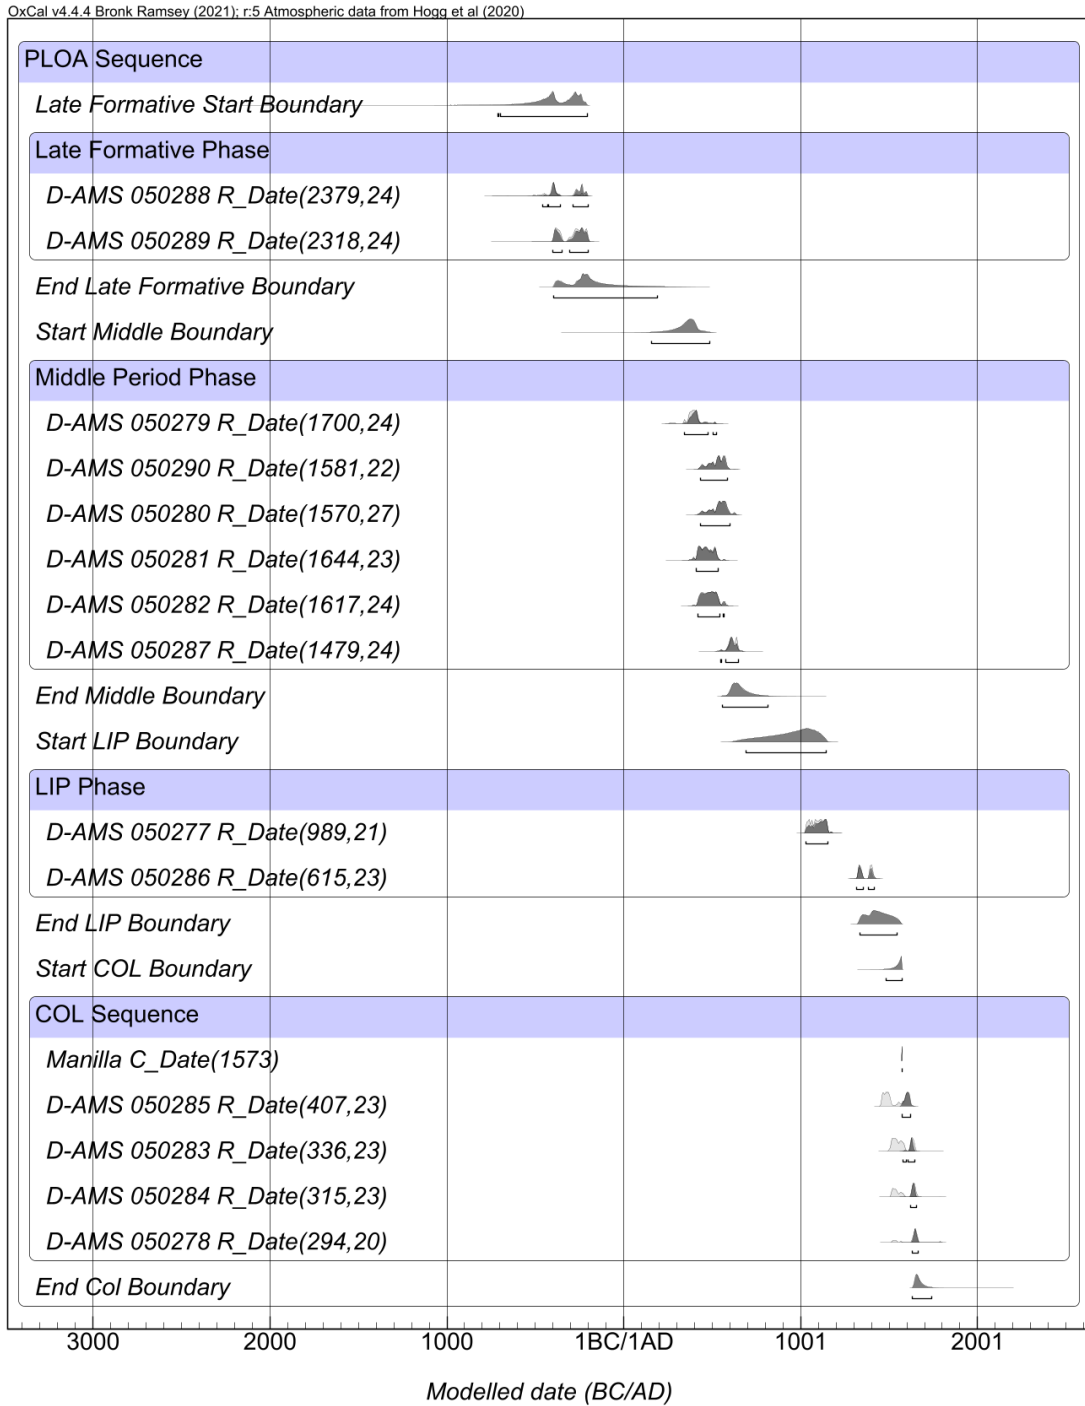 OxCal v4.4.4 Bronk Ramsey (2021); r:5 Atmospheric data from Hogg et al (2020)
PLOA Sequence
Late Formative Start Boundary
Late Formative Phase
D-AMS 050288 R_Date(2379,24)
D-AMS 050289 R_Date(2318,24)
End Late Formative Boundary
Start Middle Boundary
Middle Period Phase
D-AMS 050279 R_Date(1700,24)
D-AMS 050290 R_Date(1581,22)
D-AMS 050280 R_Date(1570,27)
D-AMS 050281 R_Date(1644,23)
D-AMS 050282 R_Date(1617,24)
D-AMS 050287 R_Date(1479,24)
End Middle Boundary
Start LIP Boundary
LIP Phase
D-AMS 050277 R_Date(989,21)
D-AMS 050286 R_Date(615,23)
End LIP Boundary
Start COL Boundary
COL Sequence
Manilla C_Date(1573)
D-AMS 050285 R_Date(407,23)
D-AMS 050283 R_Date(336,23)
D-AMS 050284 R_Date(315,23)
D-AMS 050278 R_Date(294,20)
End Col Boundary
3000 2000 1000 1BC/1AD 1001 2001
Modelled date (BC/AD)